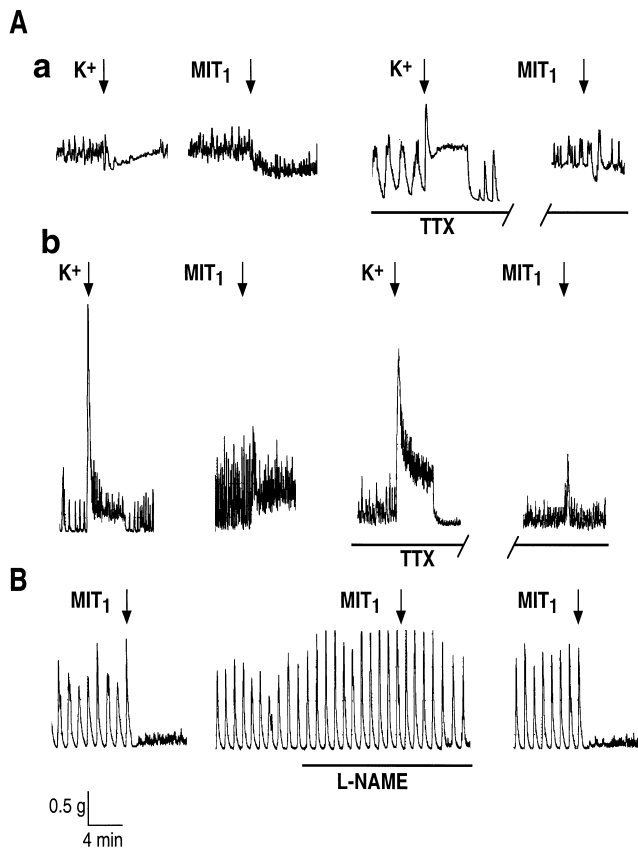 A
a K+ MIT1 K+ MIT1
TTX
b
K+ MIT1 K+ MIT1
TTX
B
MIT1 MIT1 MIT1
L-NAME
0.5 g
4 min